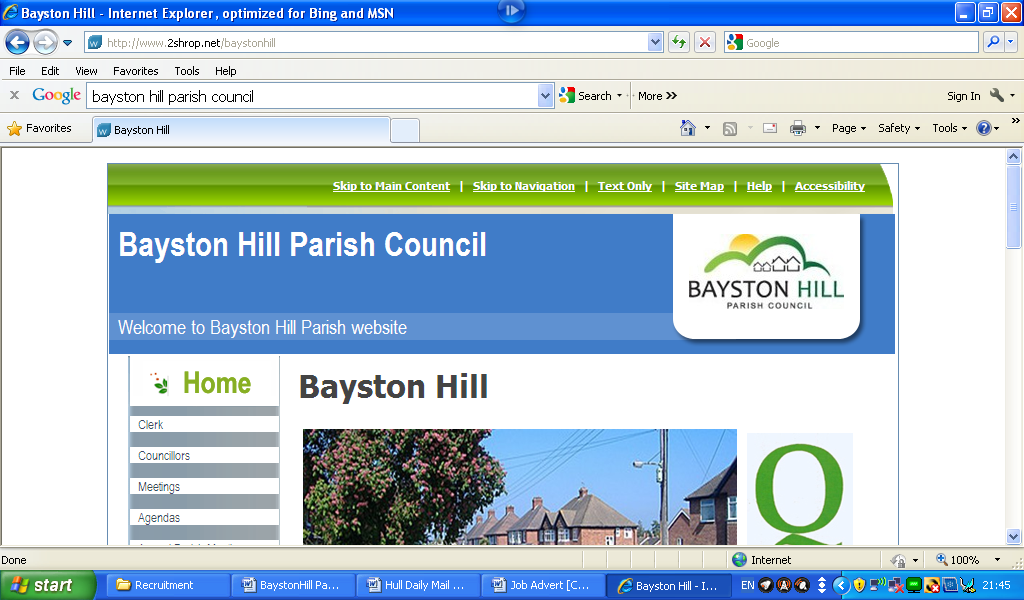 Bayston Hill - Internet Explorer, optimized for Bing and MSN
http://www.2shrop.net/baystonhill
Google
File Edit View Favorites Tools Help
x Google bayston hill parish council Search More >> Sign In
Favorites Bayston Hill Page Safety Tools >>
Skip to Main Content | Skip to Navigation | Text Only | Site Map | Help | Accessibility
Bayston Hill Parish Council
BAYSTON HILL
PARISH COUNCIL
Welcome to Bayston Hill Parish website
Home
Bayston Hill
Clerk
Councillors
Meetings
Agendas
Q
Done Internet 100%
start Recruitment BaystonHill Pa... Hull Daily Mail ... Job Advert [C... Bayston Hill - I... EN 21:45